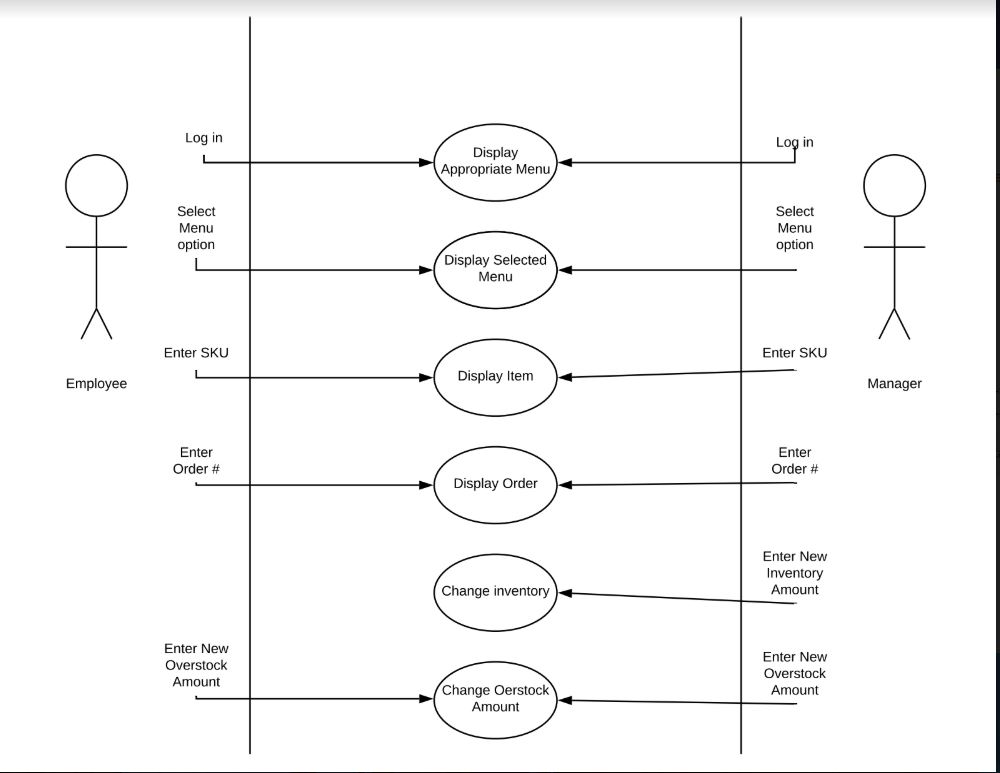 Log in
Display
Appropriate Menu
Log in
Select
Menu
option
Display Selected
Menu
Select
Menu
option
Enter SKU
Display Item
Enter SKU
Employee
Manager
Enter
Order #
Display Order
Enter
Order #
Change inventory
Enter New
Inventory
Amount
Enter New
Overstock
Amount
Change Oerstock
Amount
Enter New
Overstock
Amount